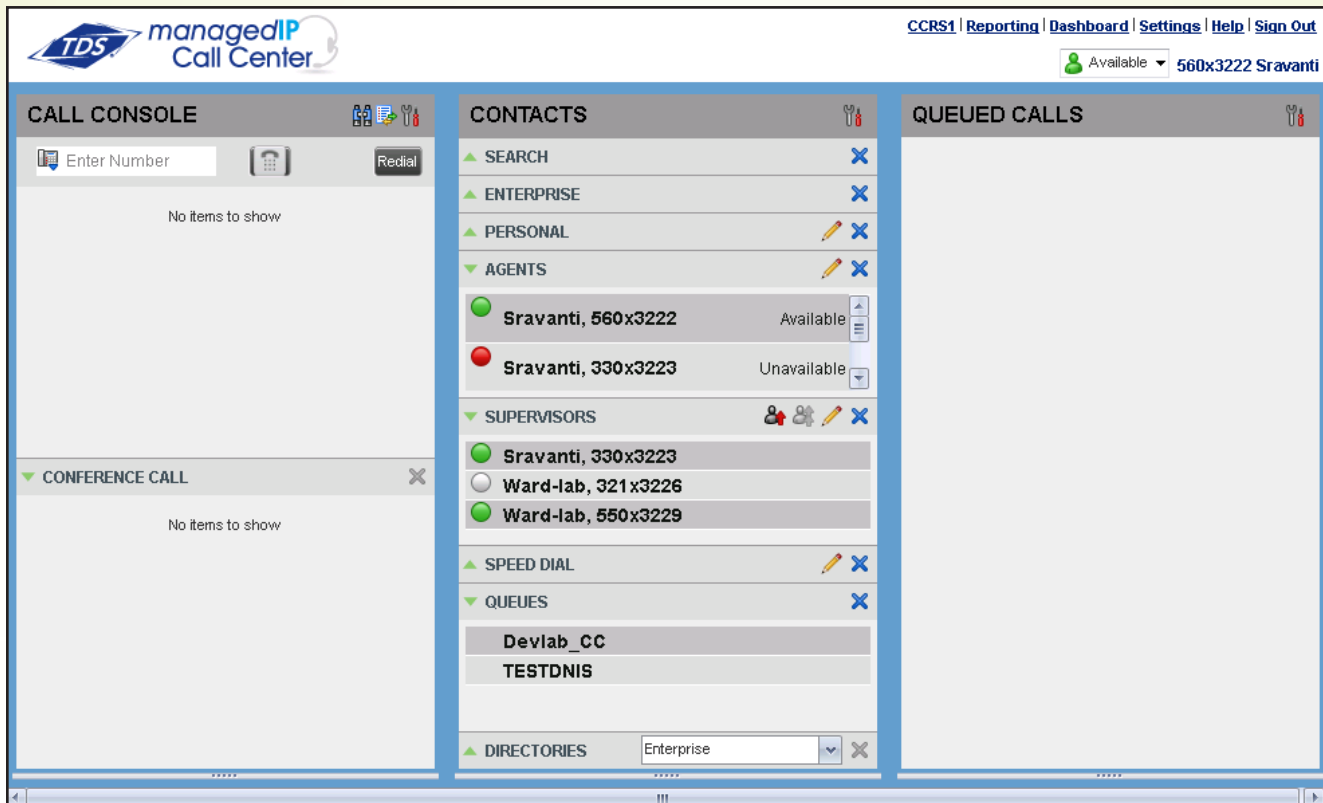 TDS managedIP
Call Center
CCRS1 | Reporting | Dashboard | Settings | Help | Sign Out
Available 560x3222 Sravanti
CALL CONSOLE
Enter Number Redial
No items to show
CONFERENCE CALL
No items to show
CONTACTS
SEARCH
ENTERPRISE
PERSONAL
AGENTS
Sravanti, 560x3222 Available
Sravanti, 330x3223 Unavailable
SUPERVISORS
Sravanti, 330x3223
Ward-lab, 321x3226
Ward-lab, 550x3229
SPEED DIAL
QUEUES
Devlab_CC
TESTDNIS
DIRECTORIES Enterprise
QUEUED CALLS